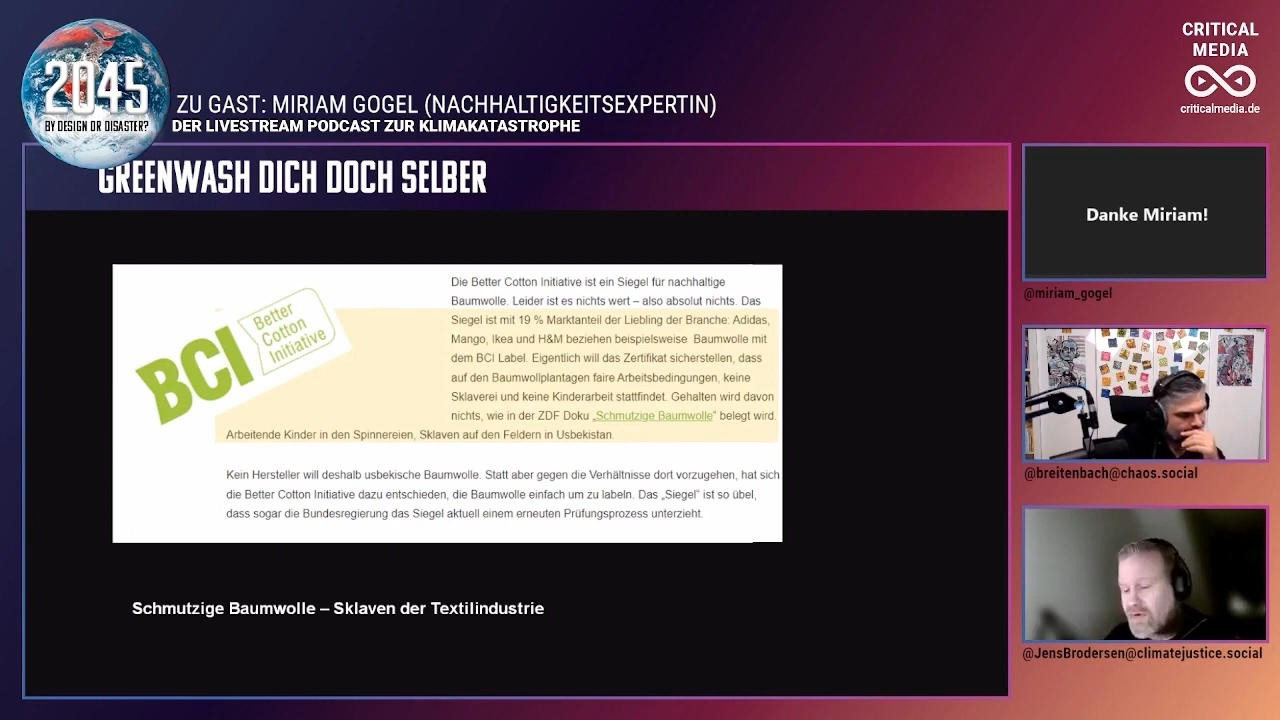 2045
BY DESIGN OR DISASTER?
ZU GAST: MIRIAM GOGEL (NACHHALTIGKEITSEXPERTIN)
DER LIVESTREAM PODCAST ZUR KLIMAKATASTROPHE
CRITICAL
MEDIA
criticalmedia.de
GREENWASH DICH DOCH SELBER
BCI
Better
Cotton
Initiative
Die Better Cotton Initiative ist ein Siegel für nachhaltige
Baumwolle. Leider ist es nichts wert – also absolut nichts. Das
Siegel ist mit 19 % Marktanteil der Liebling der Branche: Adidas,
Mango, Ikea und H&M beziehen beispielsweise Baumwolle mit
dem BCI Label. Eigentlich will das Zertifikat sicherstellen, dass
auf den Baumwollplantagen faire Arbeitsbedingungen, keine
Sklaverei und keine Kinderarbeit stattfindet. Gehalten wird davon
nichts, wie in der ZDF Doku „Schmutzige Baumwolle“ belegt wird.
Arbeitende Kinder in den Spinnereien, Sklaven auf den Feldern in Usbekistan.
Kein Hersteller will deshalb usbekische Baumwolle. Statt aber gegen die Verhältnisse dort vorzugehen, hat sich
die Better Cotton Initiative dazu entschieden, die Baumwolle einfach um zu labeln. Das „Siegel“ ist so übel,
dass sogar die Bundesregierung das Siegel aktuell einem erneuten Prüfungsprozess unterzieht.
Schmutzige Baumwolle – Sklaven der Textilindustrie
Danke Miriam!
@miriam_gogel
@breitenbach@chaos.social
@JensBrodersen@climatejustice.social